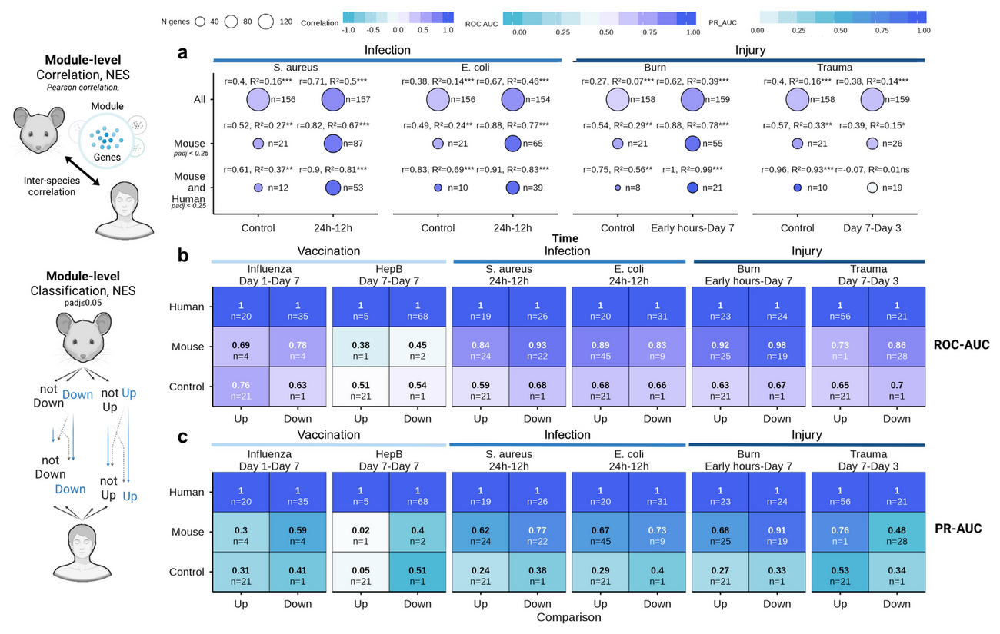 N genes 40 80 120 Correlation -1.0 -0.5 0.0 0.5 1.0 ROC AUC 0.00 0.25 0.50 0.75 1.00 PR_AUC 0.00 0.25 0.50 0.75 1.00
Module-level
Correlation, NES
Pearson correlation,
Module
Genes
Inter-species
correlation
a
Infection Injury
S. aureus E. coli Burn Trauma
r=0.4, R²=0.16*** r=0.71, R²=0.5*** r=0.38, R²=0.14*** r=0.67, R²=0.46*** r=0.27, R²=0.07*** r=0.62, R²=0.39*** r=0.4, R²=0.16*** r=0.38, R²=0.14***
All n=156 n=157 n=156 n=154 n=158 n=159 n=158 n=159
r=0.52, R²=0.27** r=0.82, R²=0.67*** r=0.49, R²=0.24** r=0.88, R²=0.77*** r=0.54, R²=0.29** r=0.88, R²=0.78*** r=0.57, R²=0.33** r=0.39, R²=0.15*
Mouse n=21 n=87 n=21 n=65 n=21 n=55 n=21 n=26
padj < 0.25
r=0.61, R²=0.37** r=0.9, R²=0.81*** r=0.83, R²=0.69*** r=0.91, R²=0.83*** r=0.75, R²=0.56** r=1, R²=0.99*** r=0.96, R²=0.93*** r=-0.07, R²=0.01ns
Mouse
and n=12 n=53 n=10 n=39 n=8 n=21 n=10 n=19
Human
padj < 0.25
Control 24h-12h Control 24h-12h Control Early hours-Day 7 Control Day 7-Day 3
Time
Module-level
Classification, NES
padj≤0.05
not
Down
Down
not
Up
Up
not
Down
Down
not
Up
Up
b
Vaccination Infection Injury
Influenza HepB S. aureus E. coli Burn Trauma
Day 1-Day 7 Day 7-Day 7 24h-12h 24h-12h Early hours-Day 7 Day 7-Day 3
Human 1 1 1 1 1 1 1 1 1 1 1 1
n=20 n=35 n=5 n=68 n=19 n=26 n=20 n=31 n=23 n=24 n=56 n=21
Mouse 0.69 0.78 0.38 0.45 0.84 0.93 0.89 0.83 0.92 0.98 0.73 0.86
n=4 n=4 n=1 n=2 n=24 n=22 n=45 n=9 n=25 n=19 n=1 n=28
ROC-AUC
Control 0.76 0.63 0.51 0.54 0.59 0.68 0.68 0.66 0.63 0.67 0.65 0.7
n=21 n=1 n=21 n=1 n=21 n=1 n=21 n=1 n=21 n=1 n=21 n=1
Up Down Up Down Up Down Up Down Up Down Up Down
c
Vaccination Infection Injury
Influenza HepB S. aureus E. coli Burn Trauma
Day 1-Day 7 Day 7-Day 7 24h-12h 24h-12h Early hours-Day 7 Day 7-Day 3
Human 1 1 1 1 1 1 1 1 1 1 1 1
n=20 n=35 n=5 n=68 n=19 n=26 n=20 n=31 n=23 n=24 n=56 n=21
Mouse 0.3 0.59 0.02 0.4 0.62 0.77 0.67 0.73 0.68 0.91 0.76 0.48
n=4 n=4 n=1 n=2 n=24 n=22 n=45 n=9 n=25 n=19 n=1 n=28
PR-AUC
Control 0.31 0.41 0.05 0.51 0.24 0.38 0.29 0.4 0.27 0.33 0.53 0.34
n=21 n=1 n=21 n=1 n=21 n=1 n=21 n=1 n=21 n=1 n=21 n=1
Up Down Up Down Up Down Up Down Up Down Up Down
Comparison